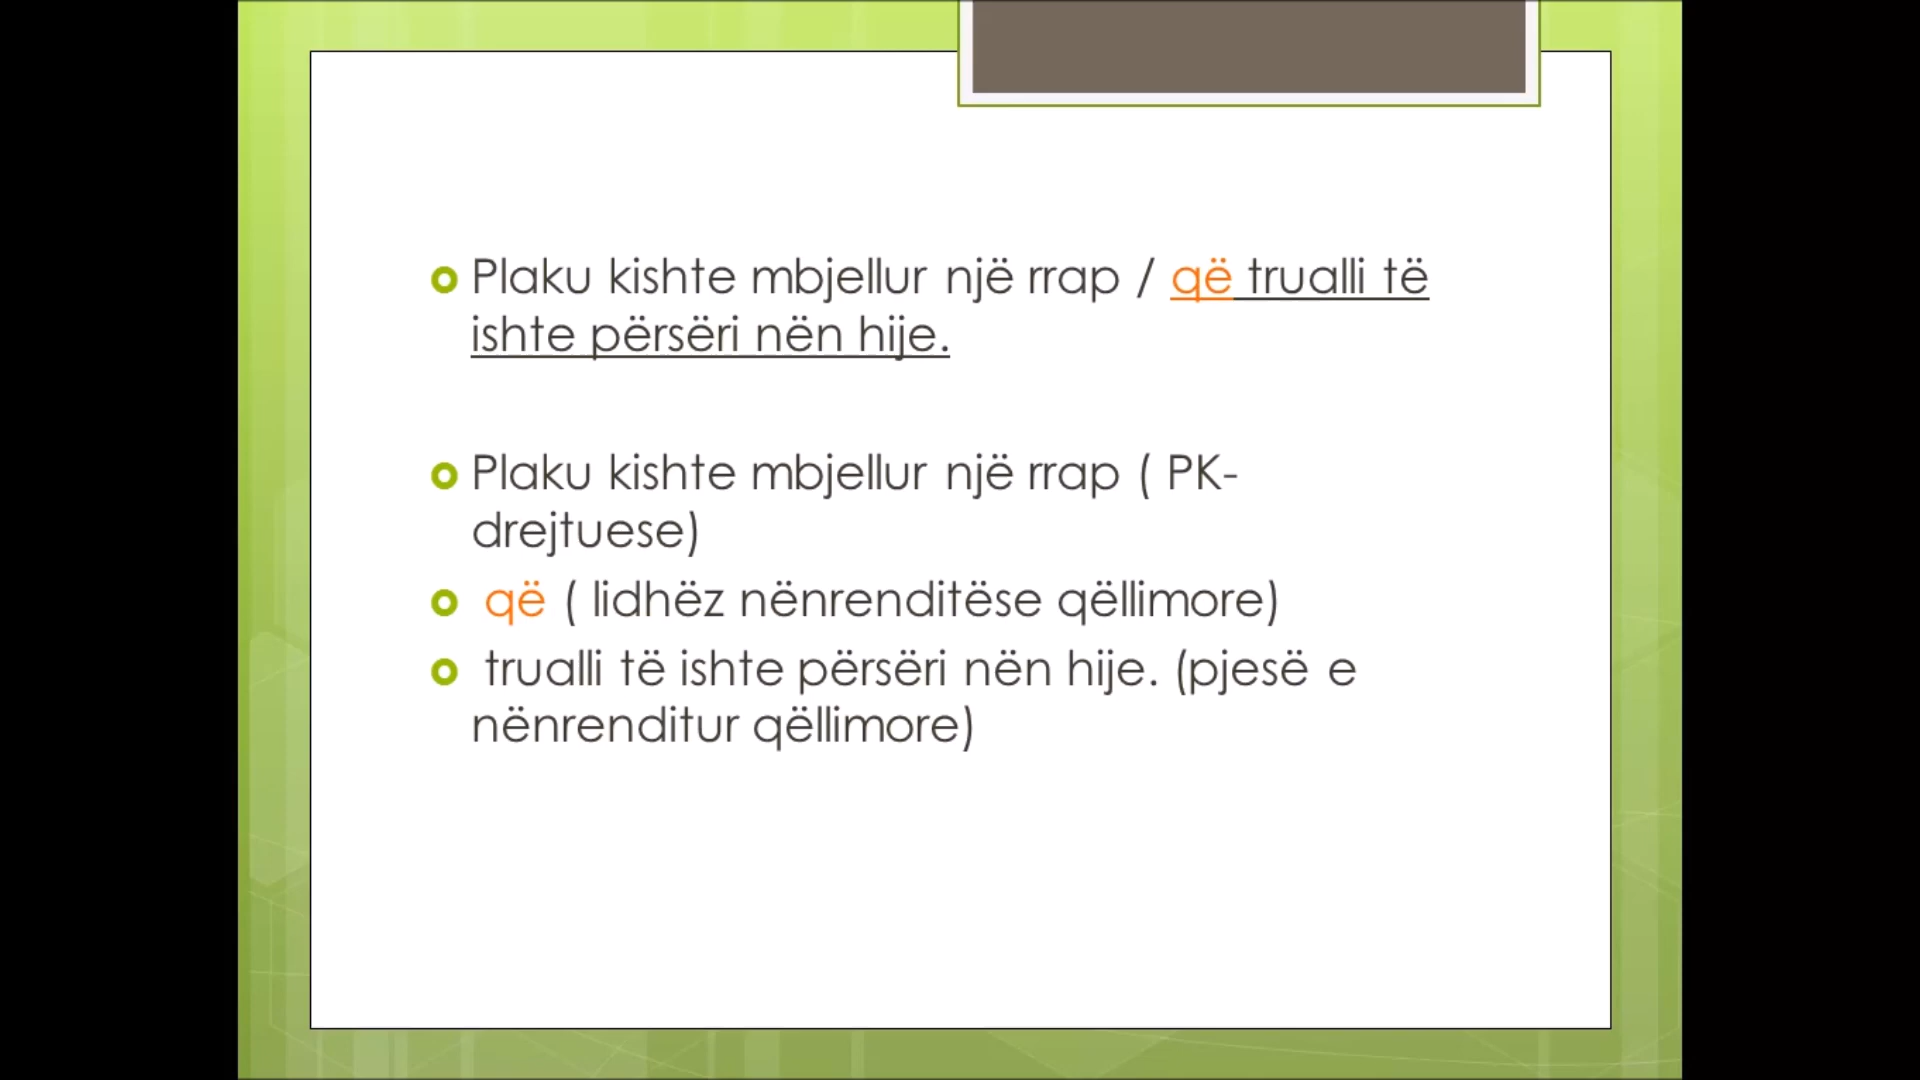 Plaku kishte mbjellur një rrap / që trualli të
ishte përsëri nën hije.
Plaku kishte mbjellur një rrap ( PK-
drejtuese)
që ( lidhëz nënrenditëse qëllimore)
trualli të ishte përsëri nën hije. (pjesë e
nënrenditur qëllimore)